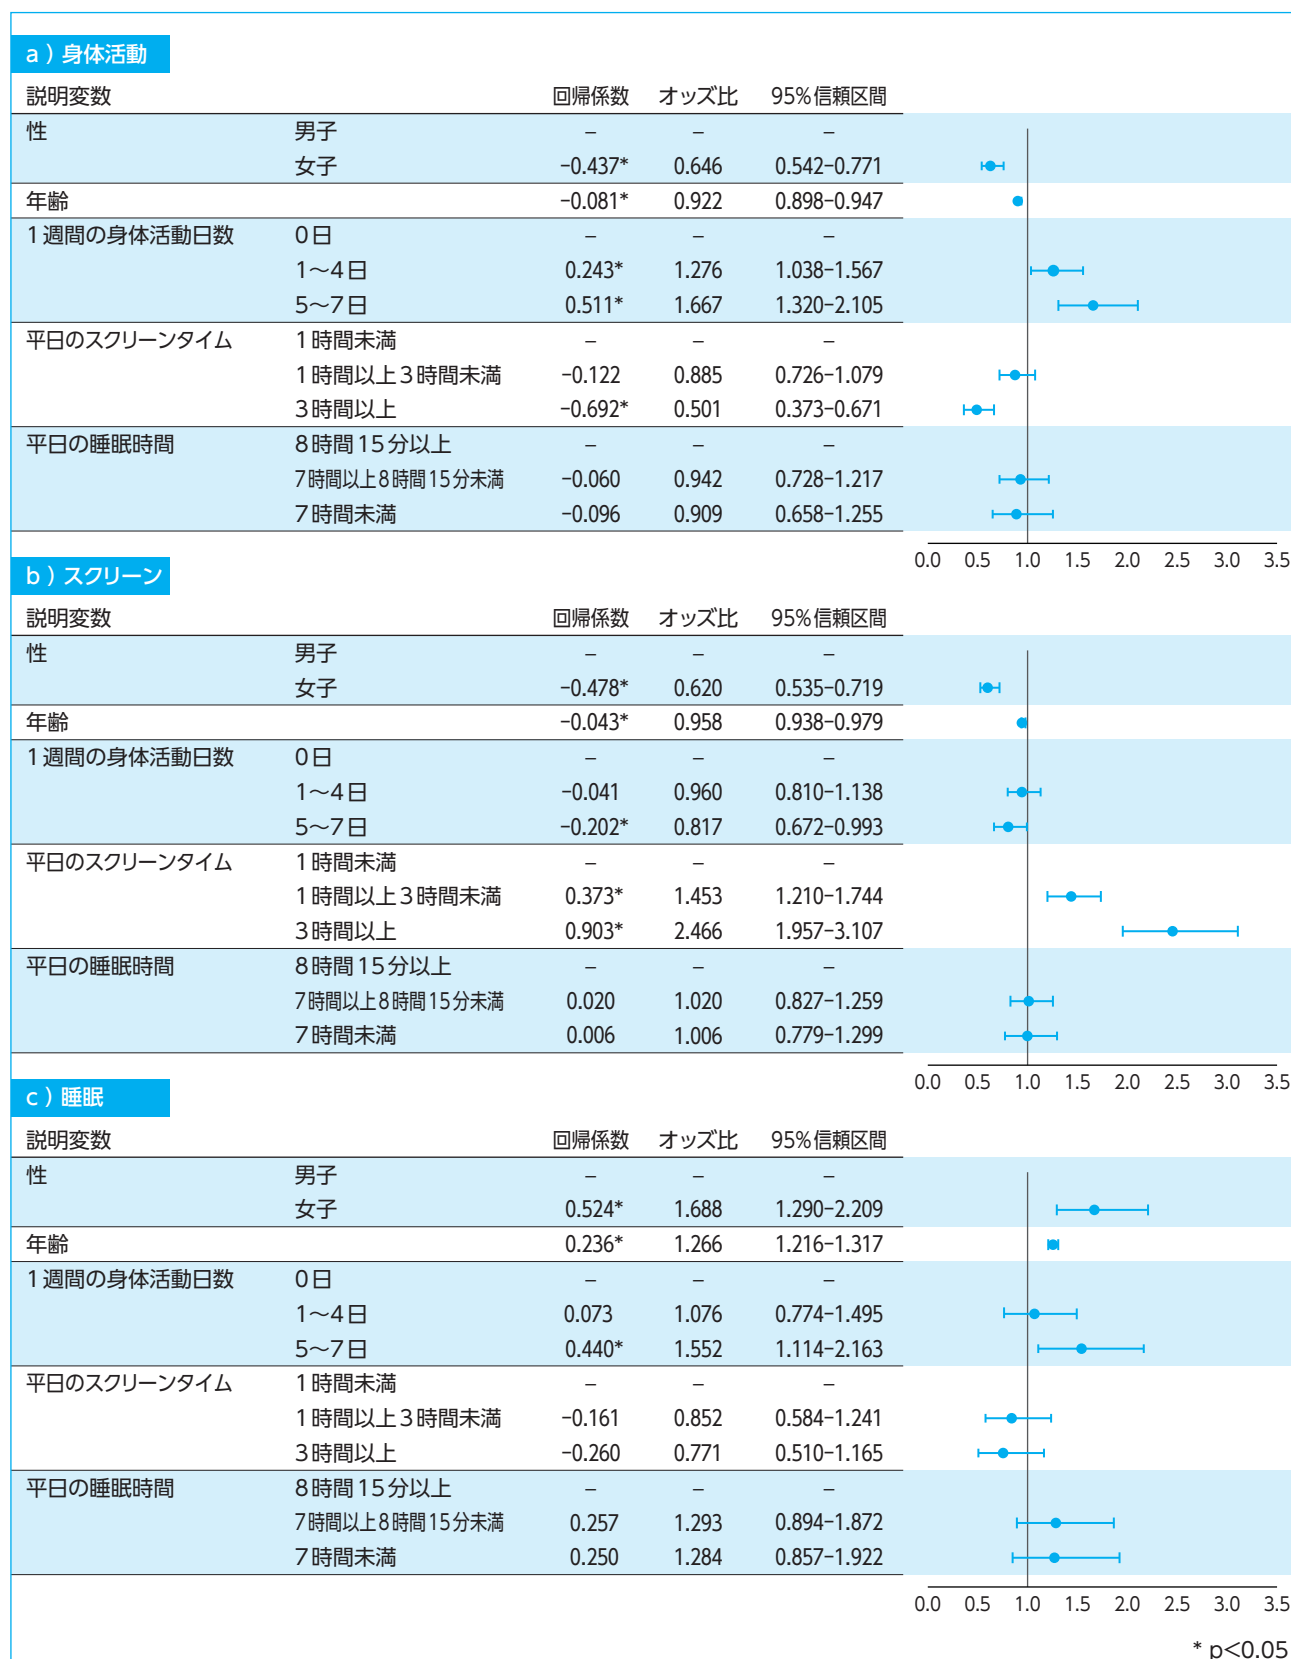 a）身体活動
説明変数 回帰係数 オッズ比 95%信頼区間
性 男子 − − −
女子 −0.437* 0.646 0.542−0.771
年齢 −0.081* 0.922 0.898−0.947
1週間の身体活動日数 0日 − − −
1〜4日 0.243* 1.276 1.038−1.567
5〜7日 0.511* 1.667 1.320−2.105
平日のスクリーンタイム 1時間未満 − − −
1時間以上3時間未満 −0.122 0.885 0.726−1.079
3時間以上 −0.692* 0.501 0.373−0.671
平日の睡眠時間 8時間15分以上 − − −
7時間以上8時間15分未満 −0.060 0.942 0.728−1.217
7時間未満 −0.096 0.909 0.658−1.255
0.0 0.5 1.0 1.5 2.0 2.5 3.0 3.5
b）スクリーン
説明変数 回帰係数 オッズ比 95%信頼区間
性 男子 − − −
女子 −0.478* 0.620 0.535−0.719
年齢 −0.043* 0.958 0.938−0.979
1週間の身体活動日数 0日 − − −
1〜4日 −0.041 0.960 0.810−1.138
5〜7日 −0.202* 0.817 0.672−0.993
平日のスクリーンタイム 1時間未満 − − −
1時間以上3時間未満 0.373* 1.453 1.210−1.744
3時間以上 0.903* 2.466 1.957−3.107
平日の睡眠時間 8時間15分以上 − − −
7時間以上8時間15分未満 0.020 1.020 0.827−1.259
7時間未満 0.006 1.006 0.779−1.299
0.0 0.5 1.0 1.5 2.0 2.5 3.0 3.5
c）睡眠
説明変数 回帰係数 オッズ比 95%信頼区間
性 男子 − − −
女子 0.524* 1.688 1.290−2.209
年齢 0.236* 1.266 1.216−1.317
1週間の身体活動日数 0日 − − −
1〜4日 0.073 1.076 0.774−1.495
5〜7日 0.440* 1.552 1.114−2.163
平日のスクリーンタイム 1時間未満 − − −
1時間以上3時間未満 −0.161 0.852 0.584−1.241
3時間以上 −0.260 0.771 0.510−1.165
平日の睡眠時間 8時間15分以上 − − −
7時間以上8時間15分未満 0.257 1.293 0.894−1.872
7時間未満 0.250 1.284 0.857−1.922
0.0 0.5 1.0 1.5 2.0 2.5 3.0 3.5
* p<0.05